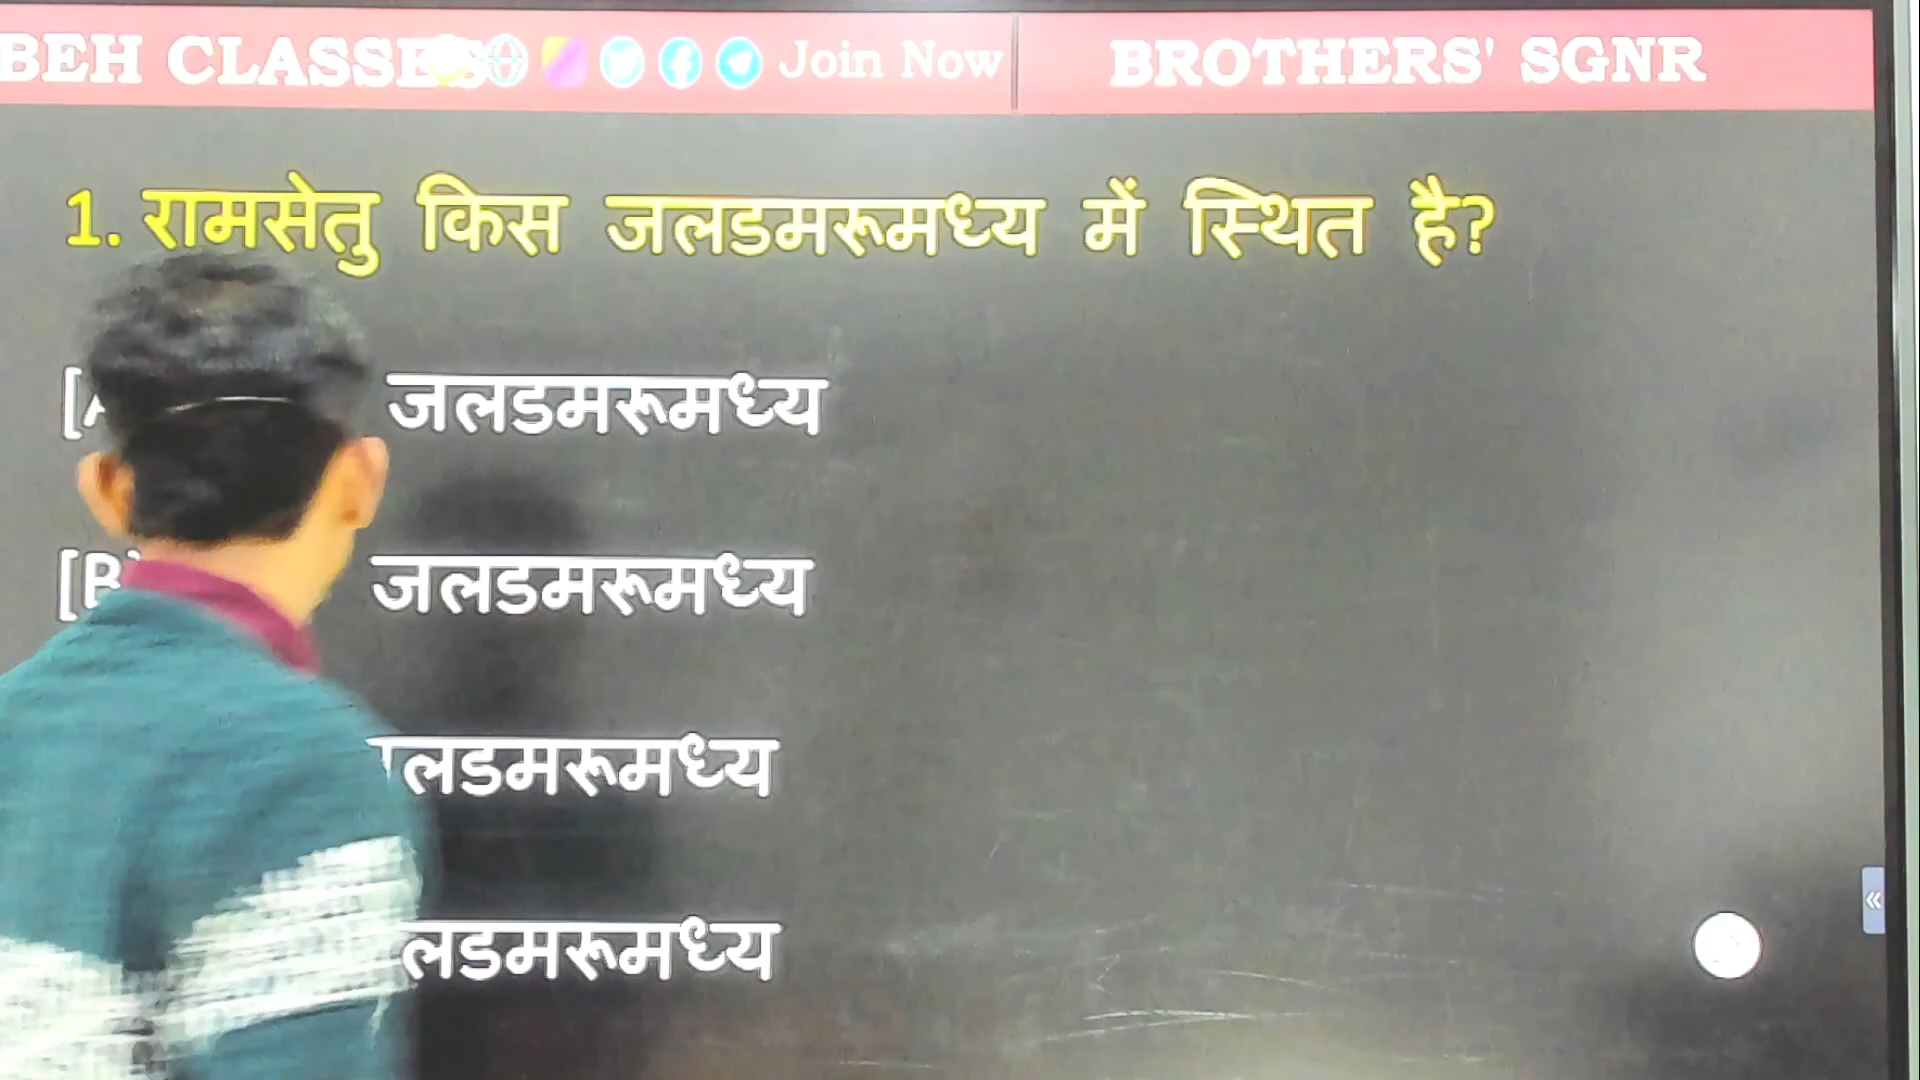 BEH CLASSES Join Now BROTHERS' SGNR
1. रामसेतु किस जलडमरूमध्य में स्थित है?
जलडमरूमध्य
[B] जलडमरूमध्य
लडमरूमध्य
लडमरूमध्य